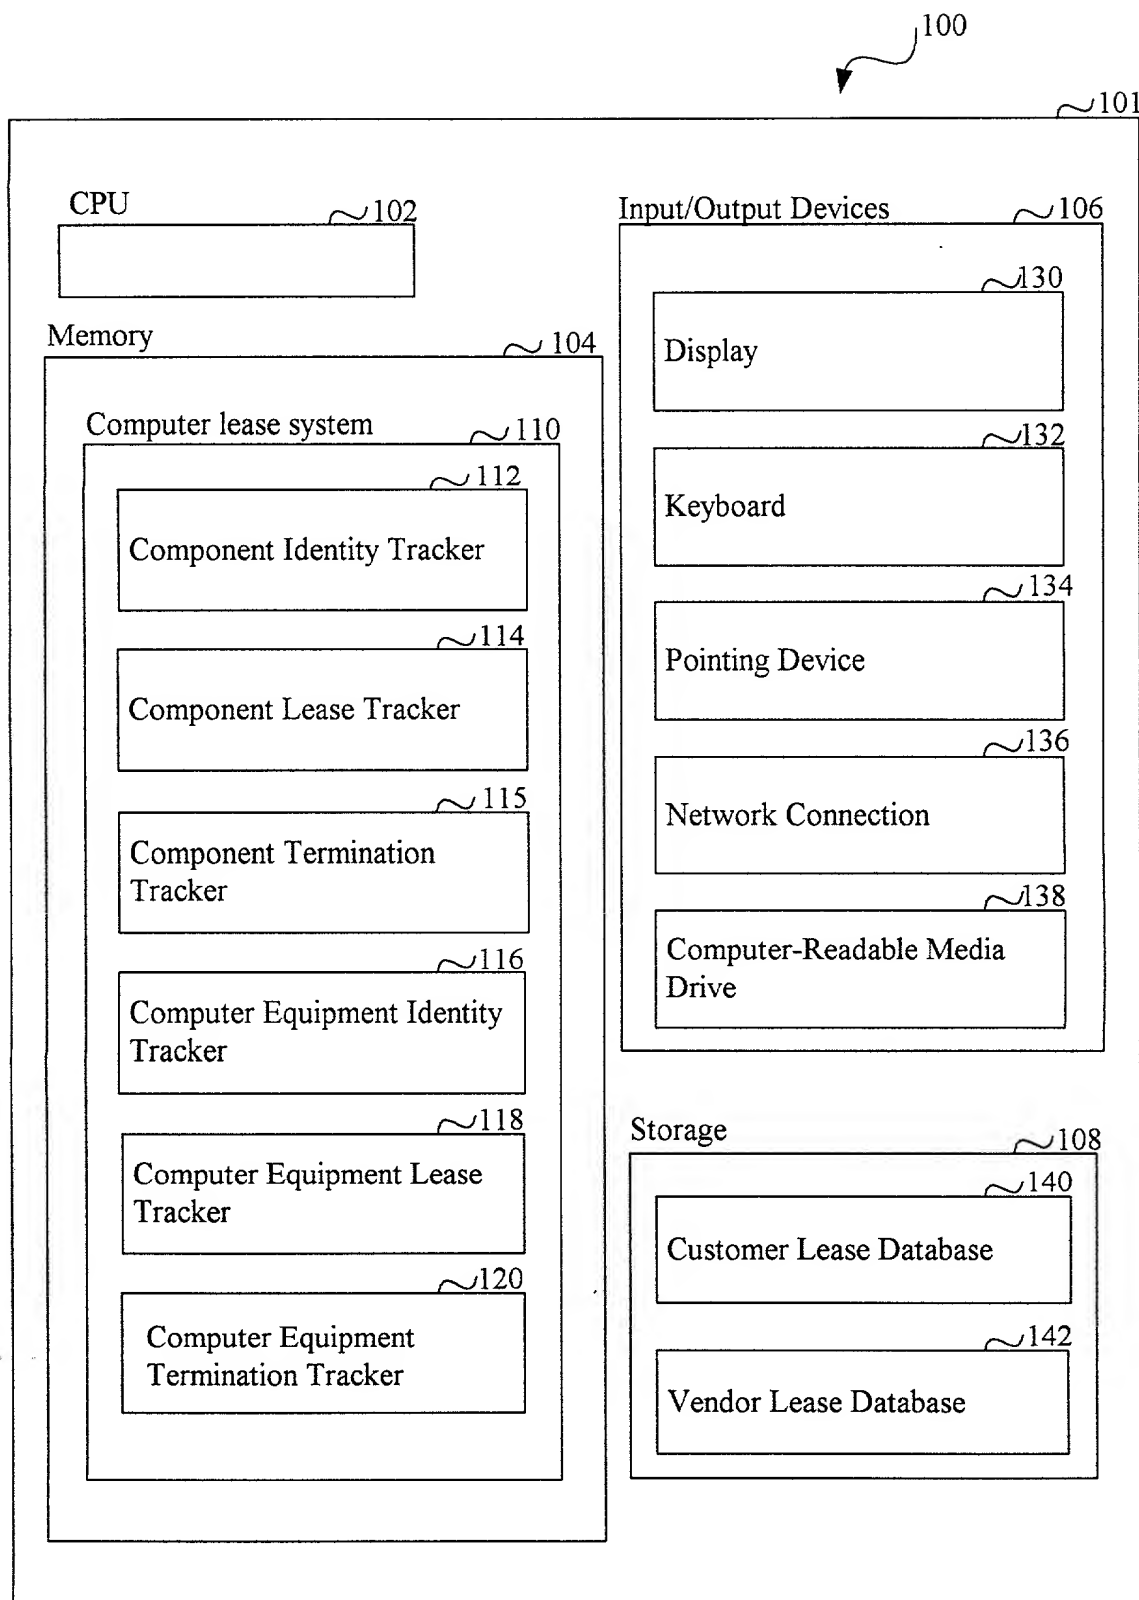 100
101
CPU
102
Memory
104
Computer lease system
110
112
Component Identity Tracker
114
Component Lease Tracker
115
Component Termination
Tracker
116
Computer Equipment Identity
Tracker
118
Computer Equipment Lease
Tracker
120
Computer Equipment
Termination Tracker
Input/Output Devices
106
130
Display
132
Keyboard
134
Pointing Device
136
Network Connection
138
Computer-Readable Media
Drive
Storage
108
140
Customer Lease Database
142
Vendor Lease Database